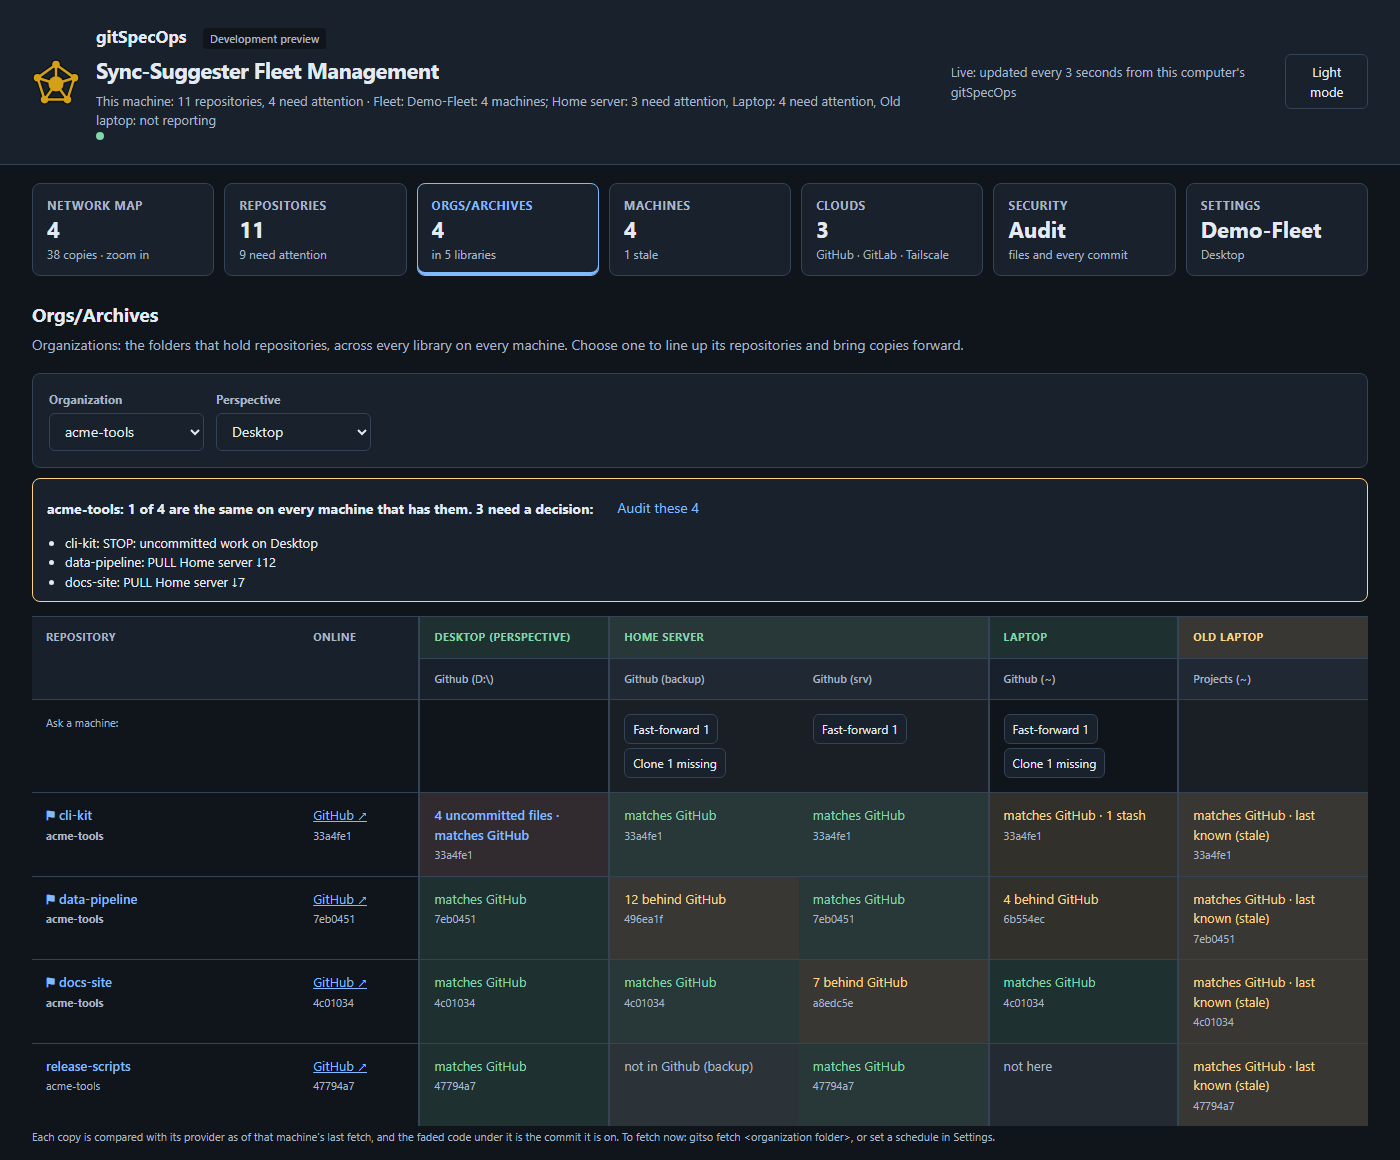 gitSpecOps
Development preview
Sync-Suggester Fleet Management
This machine: 11 repositories, 4 need attention · Fleet: Demo-Fleet: 4 machines; Home server: 3 need attention, Laptop: 4 need attention, Old
laptop: not reporting
Live: updated every 3 seconds from this computer's
gitSpecOps
Light
mode
NETWORK MAP
4
38 copies · zoom in
REPOSITORIES
11
9 need attention
ORGS/ARCHIVES
4
in 5 libraries
MACHINES
4
1 stale
CLOUDS
3
GitHub · GitLab · Tailscale
SECURITY
Audit
files and every commit
SETTINGS
Demo-Fleet
Desktop
Orgs/Archives
Organizations: the folders that hold repositories, across every library on every machine. Choose one to line up its repositories and bring copies forward.
Organization
acme-tools
Perspective
Desktop
acme-tools: 1 of 4 are the same on every machine that has them. 3 need a decision:
Audit these 4
• cli-kit: STOP: uncommitted work on Desktop
• data-pipeline: PULL Home server ↓12
• docs-site: PULL Home server ↓7
REPOSITORY
ONLINE
DESKTOP (PERSPECTIVE)
HOME SERVER
LAPTOP
OLD LAPTOP
Github (D:\)
Github (backup)
Github (srv)
Github (~)
Projects (~)
Ask a machine:
Fast-forward 1
Clone 1 missing
Fast-forward 1
Fast-forward 1
Clone 1 missing
cli-kit
acme-tools
GitHub ↗
33a4fe1
4 uncommitted files ·
matches GitHub
33a4fe1
matches GitHub
33a4fe1
matches GitHub
33a4fe1
matches GitHub · 1 stash
33a4fe1
matches GitHub · last
known (stale)
33a4fe1
data-pipeline
acme-tools
GitHub ↗
7eb0451
matches GitHub
7eb0451
12 behind GitHub
496ea1f
matches GitHub
7eb0451
4 behind GitHub
6b554ec
matches GitHub · last
known (stale)
7eb0451
docs-site
acme-tools
GitHub ↗
4c01034
matches GitHub
4c01034
matches GitHub
4c01034
7 behind GitHub
a8edc5e
matches GitHub
4c01034
matches GitHub · last
known (stale)
4c01034
release-scripts
acme-tools
GitHub ↗
47794a7
matches GitHub
47794a7
not in Github (backup)
matches GitHub
47794a7
not here
matches GitHub · last
known (stale)
47794a7
Each copy is compared with its provider as of that machine's last fetch, and the faded code under it is the commit it is on. To fetch now: gitso fetch <organization folder>, or set a schedule in Settings.